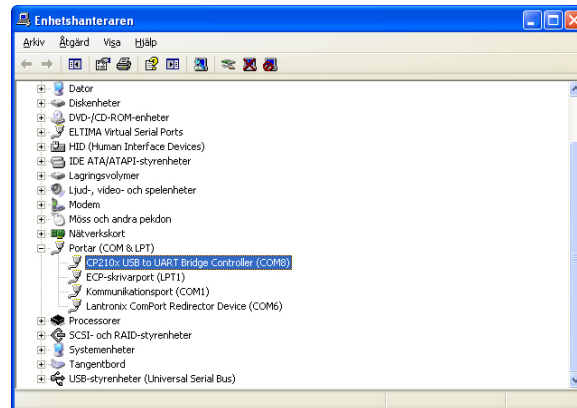 Enhetshanteraren
Arkiv Åtgärd Visa Hjälp
Dator
Diskenheter
DVD-/CD-ROM-enheter
ELTIMA Virtual Serial Ports
HID (Human Interface Devices)
IDE ATA/ATAPI-styrenheter
Lagringsvolymer
Ljud-, video- och spelenheter
Modem
Möss och andra pekdon
Nätverkskort
Portar (COM & LPT)
CP210x USB to UART Bridge Controller (COM8)
ECP-skrivarport (LPT1)
Kommunikationsport (COM1)
Lantronix ComPort Redirector Device (COM6)
Processorer
SCSI- och RAID-styrenheter
Systemenheter
Tangentbord
USB-styrenheter (Universal Serial Bus)